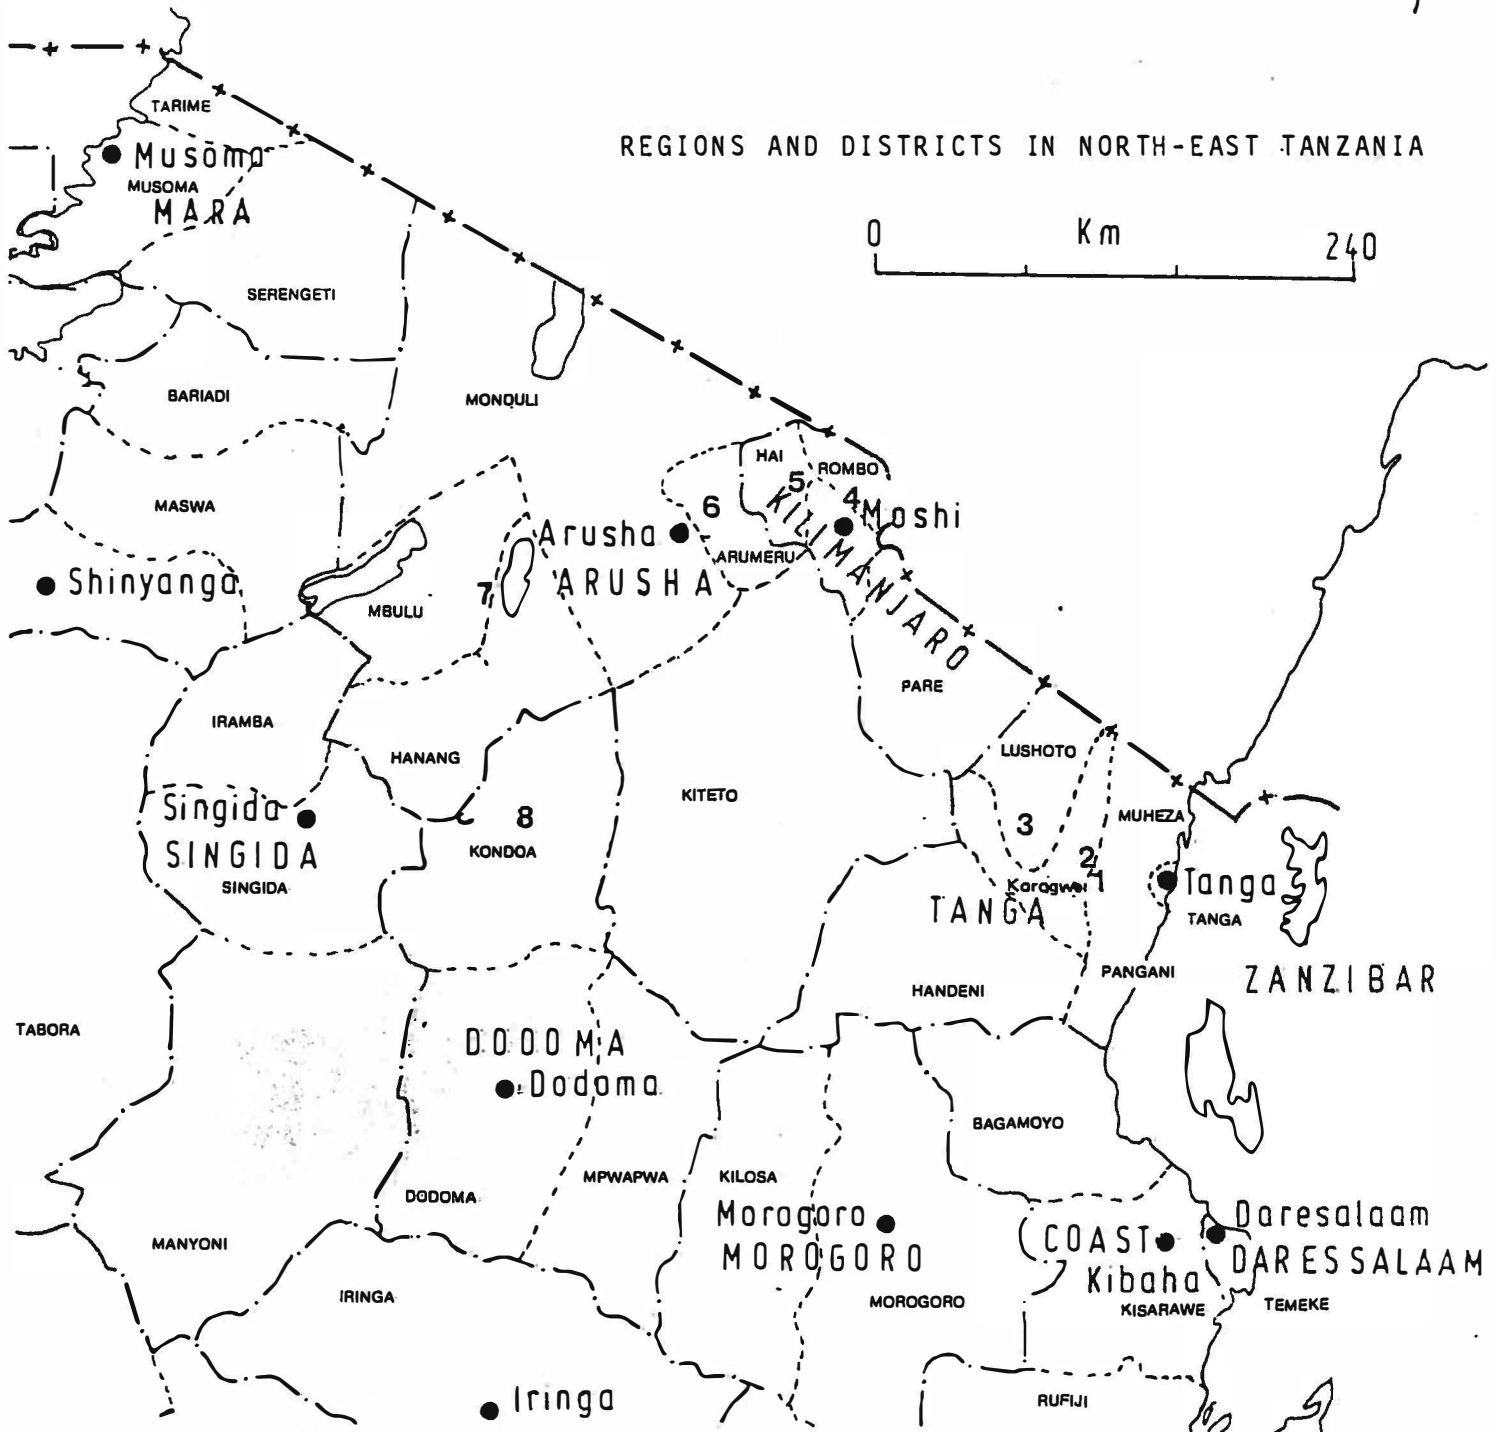 REGIONS AND DISTRICTS IN NORTH-EAST TANZANIA
0 Km 240
TARIME
Musoma
MUSOMA
MARA
SERENGETI
BARIADI
MONDULI
MASWA
HAI
ROMBO
5
4
6
KILIMANJARO
Moshi
Arusha
ARUMERU
ARUSHA
Shinyanga
7
MBULU
PARE
IRAMBA
LUSHOTO
HANANG
KITETO
Singida
8
3
MUHEZA
SINGIDA
KONDOA
2
1
SINGIDA
Korogwe
Tanga
TANGA
TANGA
PANGANI
ZANZIBAR
HANDENI
TABORA
DODOMA
Dodoma
BAGAMOYO
MPWAPWA
KILOSA
DODOMA
Morogoro
Daresalaam
MANYONI
MOROGORO
COAST
DARESSALAAM
Kibaha
IRINGA
MOROGORO
KISARAWE
TEMEKE
Iringa
RUFIJI